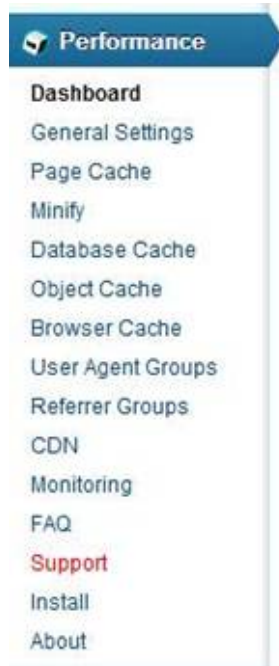 Performance
Dashboard
General Settings
Page Cache
Minify
Database Cache
Object Cache
Browser Cache
User Agent Groups
Referrer Groups
CDN
Monitoring
FAQ
Support
Install
About